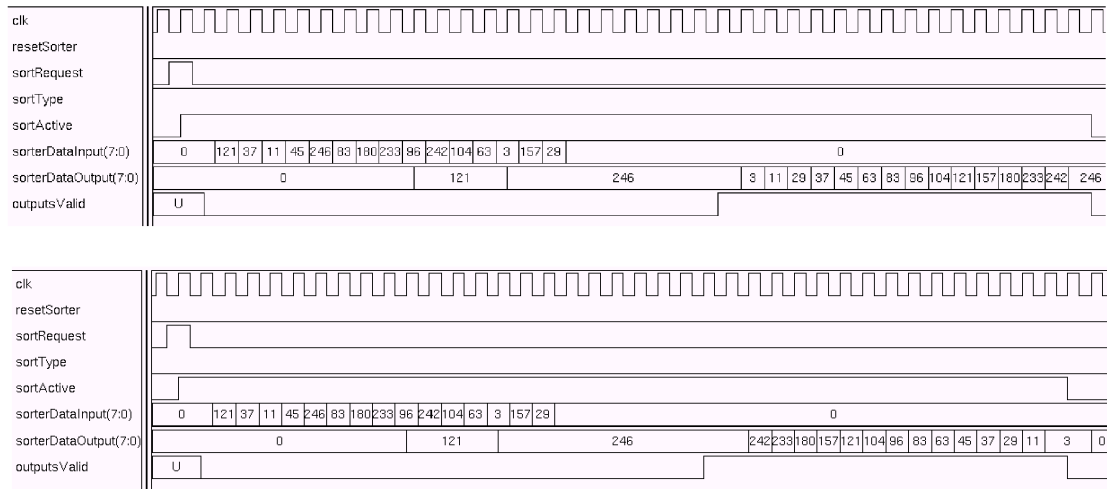 clk
resetSorter
sortRequest
sortType
sortActive
sorterDataInput(7:0) 0 121 37 11 45 246 83 180 233 96 242 104 63 3 157 29 0
sorterDataOutput(7:0) 0 121 246 3 11 29 37 45 63 83 96 104 121 157 180 233 242 246
outputsValid U
clk
resetSorter
sortRequest
sortType
sortActive
sorterDataInput(7:0) 0 121 37 11 45 246 83 180 233 96 242 104 63 3 157 29 0
sorterDataOutput(7:0) 0 121 246 242 233 180 157 121 104 96 83 63 45 37 29 11 3 0
outputsValid U